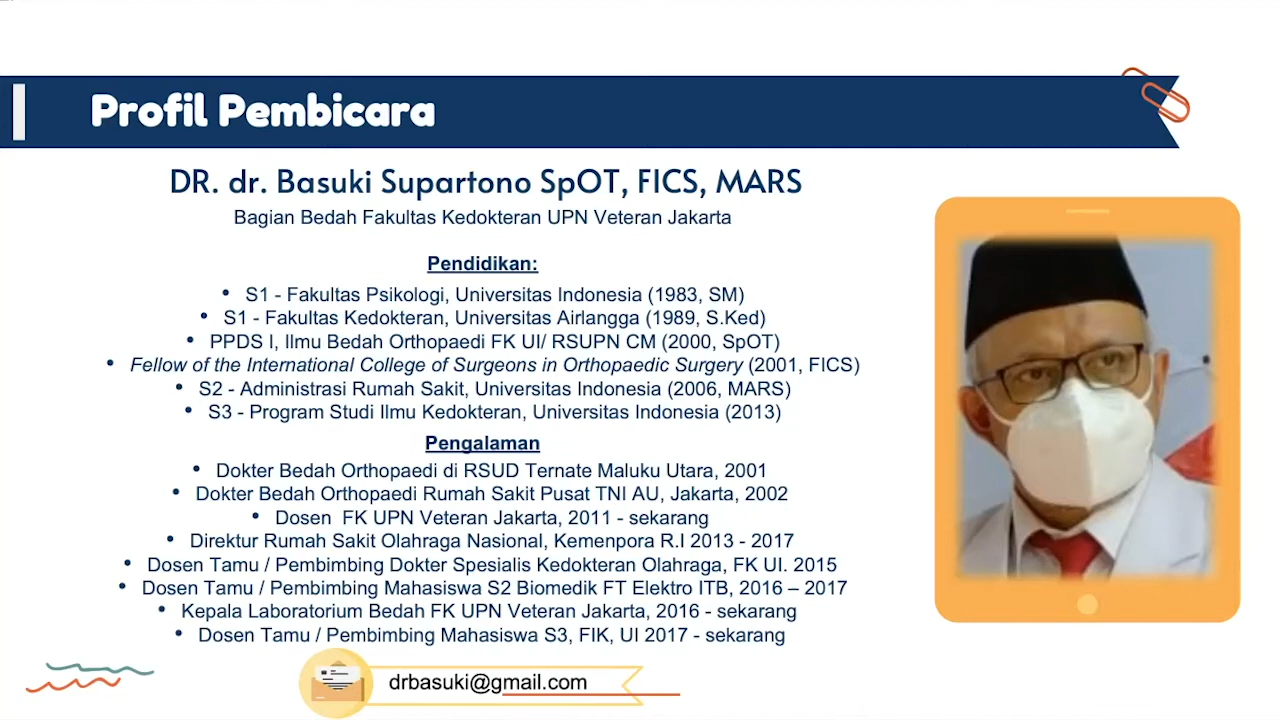 Profil Pembicara
DR. dr. Basuki Supartono SpOT, FICS, MARS
Bagian Bedah Fakultas Kedokteran UPN Veteran Jakarta
Pendidikan:
• S1 - Fakultas Psikologi, Universitas Indonesia (1983, SM)
• S1 - Fakultas Kedokteran, Universitas Airlangga (1989, S.Ked)
• PPDS I, Ilmu Bedah Orthopaedi FK UI/ RSUPN CM (2000, SpOT)
• Fellow of the International College of Surgeons in Orthopaedic Surgery (2001, FICS)
• S2 - Administrasi Rumah Sakit, Universitas Indonesia (2006, MARS)
• S3 - Program Studi Ilmu Kedokteran, Universitas Indonesia (2013)
Pengalaman
• Dokter Bedah Orthopaedi di RSUD Ternate Maluku Utara, 2001
• Dokter Bedah Orthopaedi Rumah Sakit Pusat TNI AU, Jakarta, 2002
• Dosen FK UPN Veteran Jakarta, 2011 - sekarang
• Direktur Rumah Sakit Olahraga Nasional, Kemenpora R.I 2013 - 2017
• Dosen Tamu / Pembimbing Dokter Spesialis Kedokteran Olahraga, FK UI. 2015
• Dosen Tamu / Pembimbing Mahasiswa S2 Biomedik FT Elektro ITB, 2016 – 2017
• Kepala Laboratorium Bedah FK UPN Veteran Jakarta, 2016 - sekarang
• Dosen Tamu / Pembimbing Mahasiswa S3, FIK, UI 2017 - sekarang
drbasuki@gmail.com